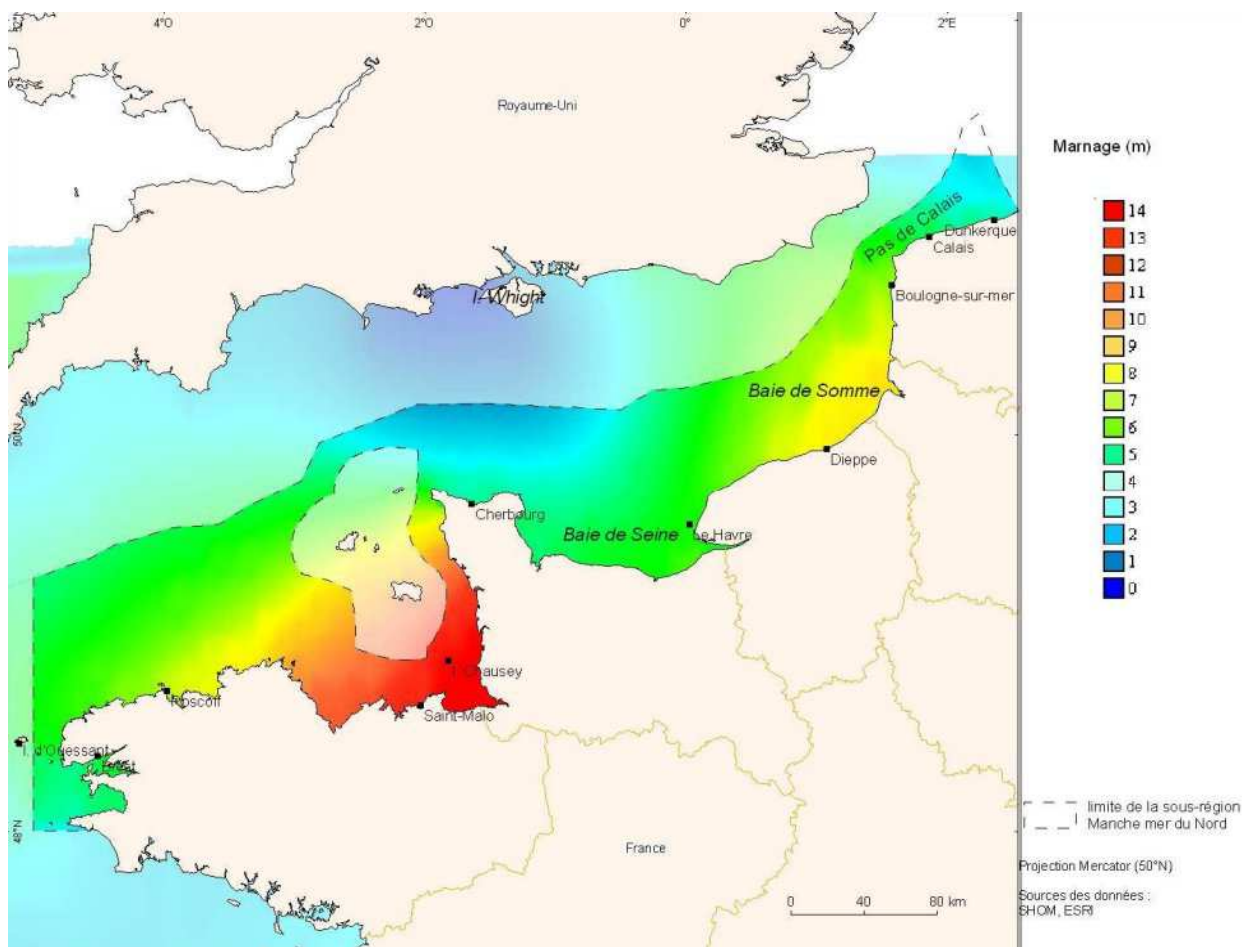 4°O
2°O
0°
2°E
Royaume-Uni
Marnage (m)
14
13
12
11
10
9
8
7
6
5
4
3
2
1
0
Pas de Calais
Dunkerque
Calais
Boulogne-sur-mer
I. Whight
Baie de Somme
50°N
Dieppe
Cherbourg
Baie de Seine
Le Havre
I. Chausey
Roscoff
Saint-Malo
I. d'Ouessant
Brest
48°N
France
limite de la sous-région
Manche mer du Nord
Projection Mercator (50°N)
Sources des données :
SHOM, ESRI
0 40 80 km